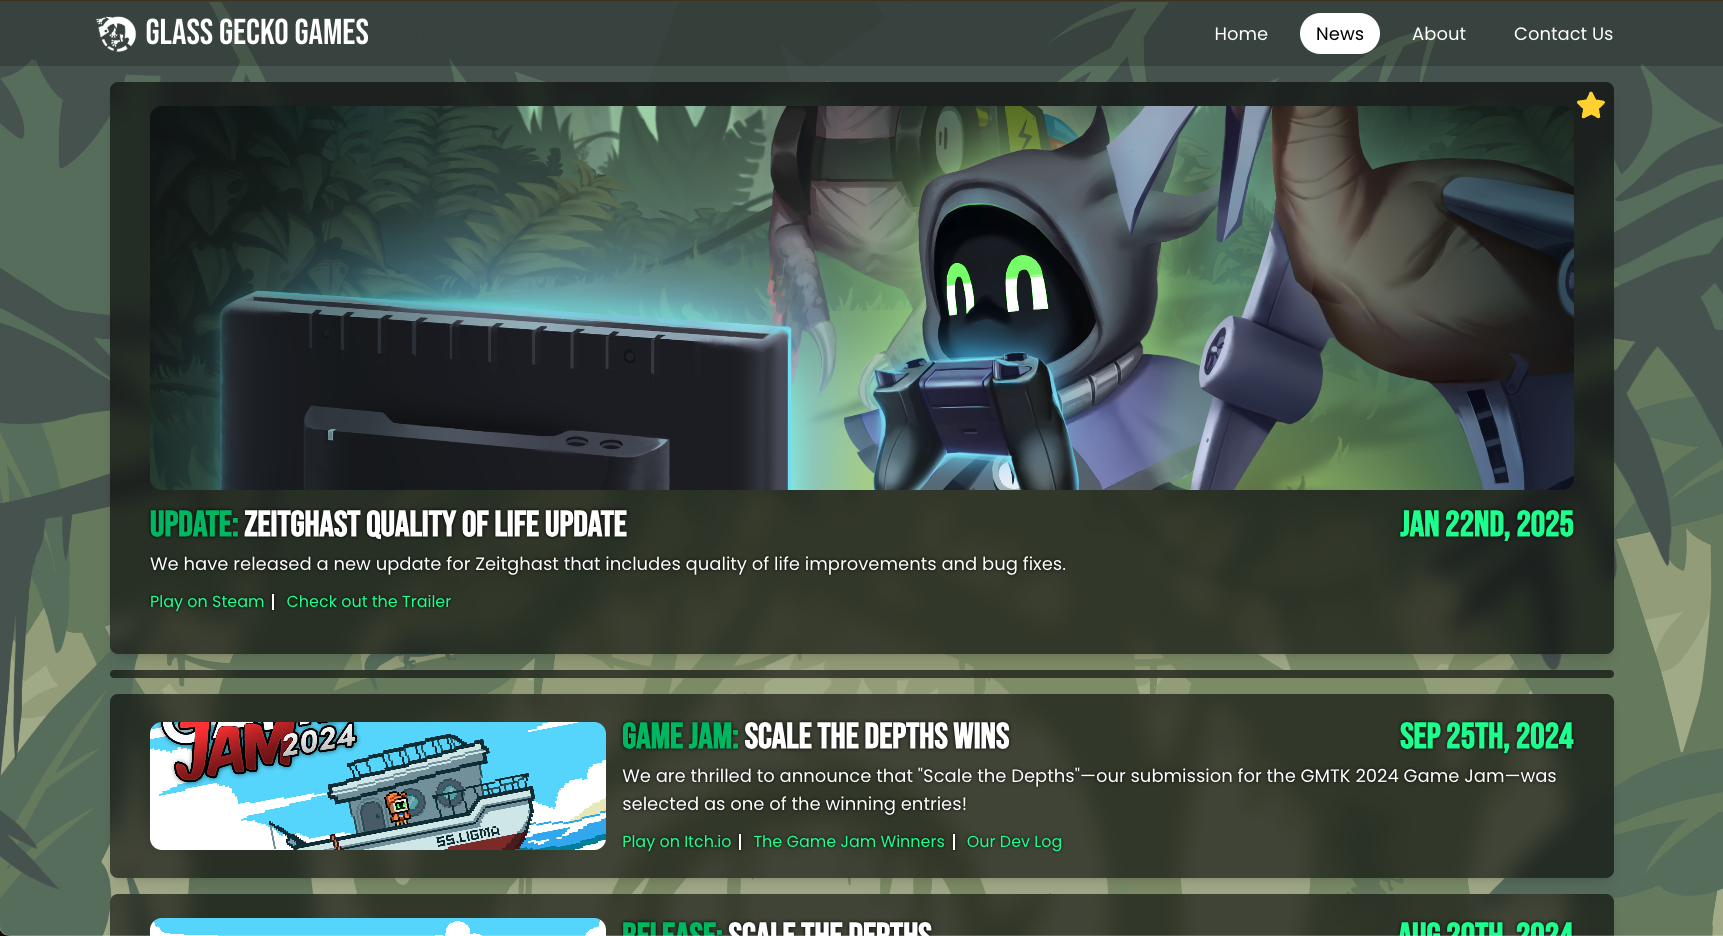 GLASS GECKO GAMES
Home
News
About
Contact Us
UPDATE: ZEITGHAST QUALITY OF LIFE UPDATE
JAN 22ND, 2025
We have released a new update for Zeitghast that includes quality of life improvements and bug fixes.
Play on Steam | Check out the Trailer
JAM 2024
SS.LIGMA
GAME JAM: SCALE THE DEPTHS WINS
SEP 25TH, 2024
We are thrilled to announce that "Scale the Depths"—our submission for the GMTK 2024 Game Jam—was
selected as one of the winning entries!
Play on Itch.io | The Game Jam Winners | Our Dev Log
RELEASE: SCALE THE DEPTHS
AUG 20TH, 2024